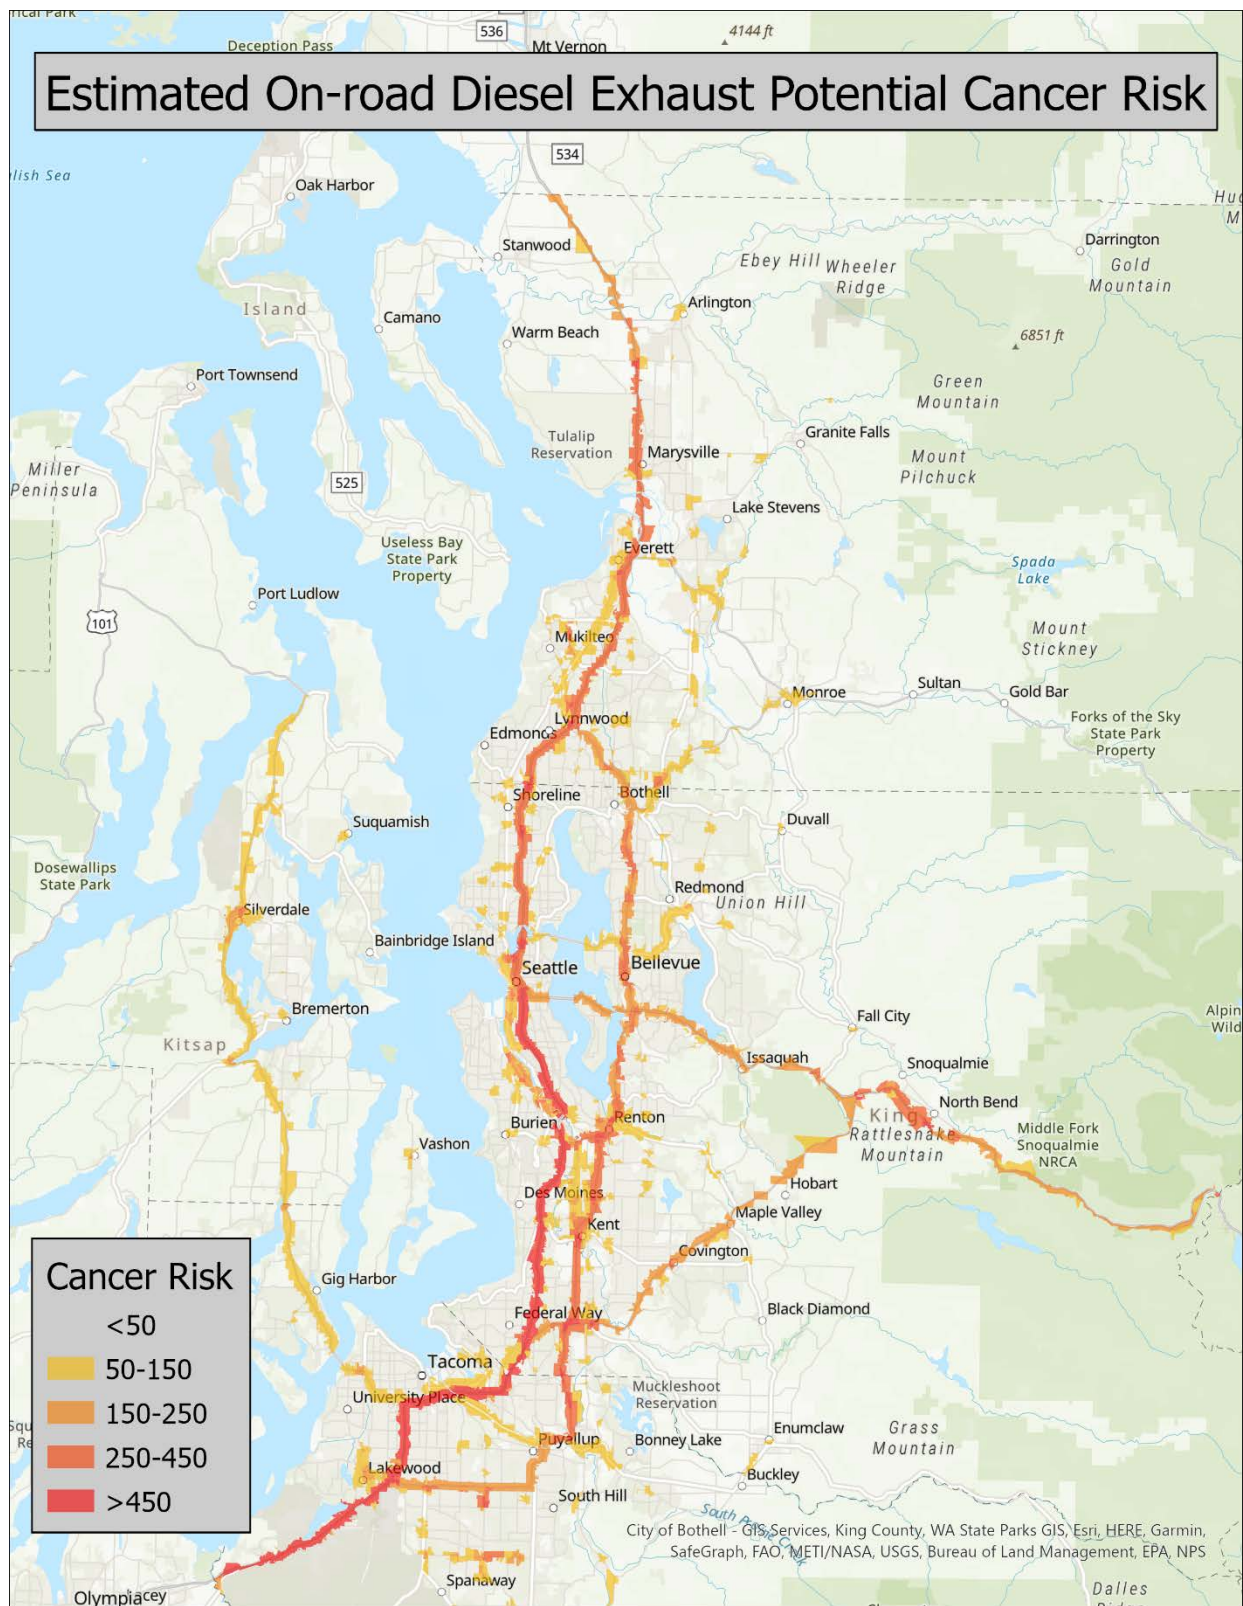 rical Park
Deception Pass
536
Mt Vernon
4144 ft
Estimated On-road Diesel Exhaust Potential Cancer Risk
534
lish Sea
Oak Harbor
Stanwood
Ebey Hill
Wheeler
Ridge
Darrington
Gold
Mountain
Island
Camano
Arlington
Warm Beach
6851 ft
Port Townsend
Green
Mountain
Tulalip
Reservation
Granite Falls
Miller
Peninsula
525
Marysville
Mount
Pilchuck
Lake Stevens
Useless Bay
State Park
Property
Everett
Spada
Lake
Port Ludlow
101
Mukilteo
Mount
Stickney
Monroe
Sultan
Gold Bar
Lynnwood
Edmonds
Forks of the Sky
State Park
Property
Shoreline
Bothell
Suquamish
Duvall
Dosewallips
State Park
Redmond
Union Hill
Silverdale
Bainbridge Island
Seattle
Bellevue
Bremerton
Fall City
Alpin
Wild
Kitsap
Issaquah
Snoqualmie
North Bend
King
Rattlesnake
Mountain
Middle Fork
Snoqualmie
NRCA
Burien
Renton
Vashon
Hobart
Des Moines
Maple Valley
Kent
Covington
Gig Harbor
Federal Way
Black Diamond
Tacoma
University Place
Muckleshoot
Reservation
Enumclaw
Grass
Mountain
Puyallup
Bonney Lake
Lakewood
Buckley
South Hill
Cancer Risk
<50
50-150
150-250
250-450
>450
City of Bothell - GIS Services, King County, WA State Parks GIS, Esri, HERE, Garmin,
SafeGraph, FAO, METI/NASA, USGS, Bureau of Land Management, EPA, NPS
Spanaway
Olympia
cey
Dalles